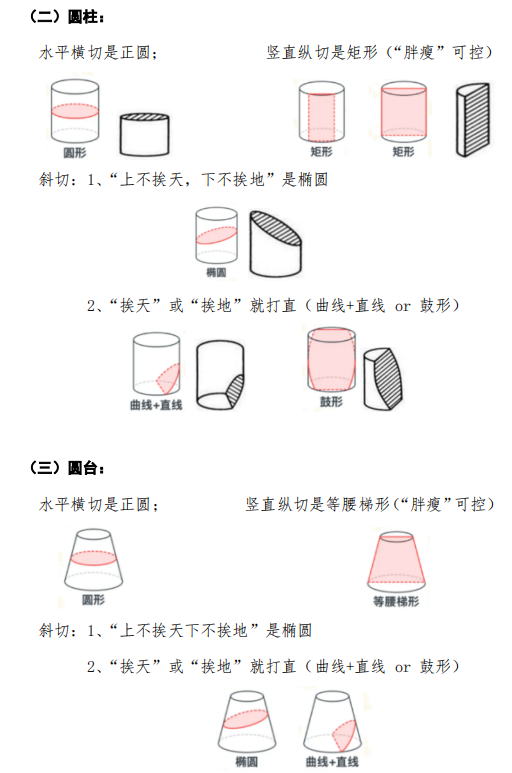 （二）圆柱：
水平横切是正圆； 竖直纵切是矩形（“胖瘦”可控）
圆形 矩形 矩形
斜切：1、“上不挨天，下不挨地”是椭圆
椭圆
2、“挨天”或“挨地”就打直（曲线+直线 or 鼓形）
曲线+直线 鼓形
（三）圆台：
水平横切是正圆； 竖直纵切是等腰梯形（“胖瘦”可控）
圆形 等腰梯形
斜切：1、“上不挨天下不挨地”是椭圆
2、“挨天”或“挨地”就打直（曲线+直线 or 鼓形）
椭圆 曲线+直线